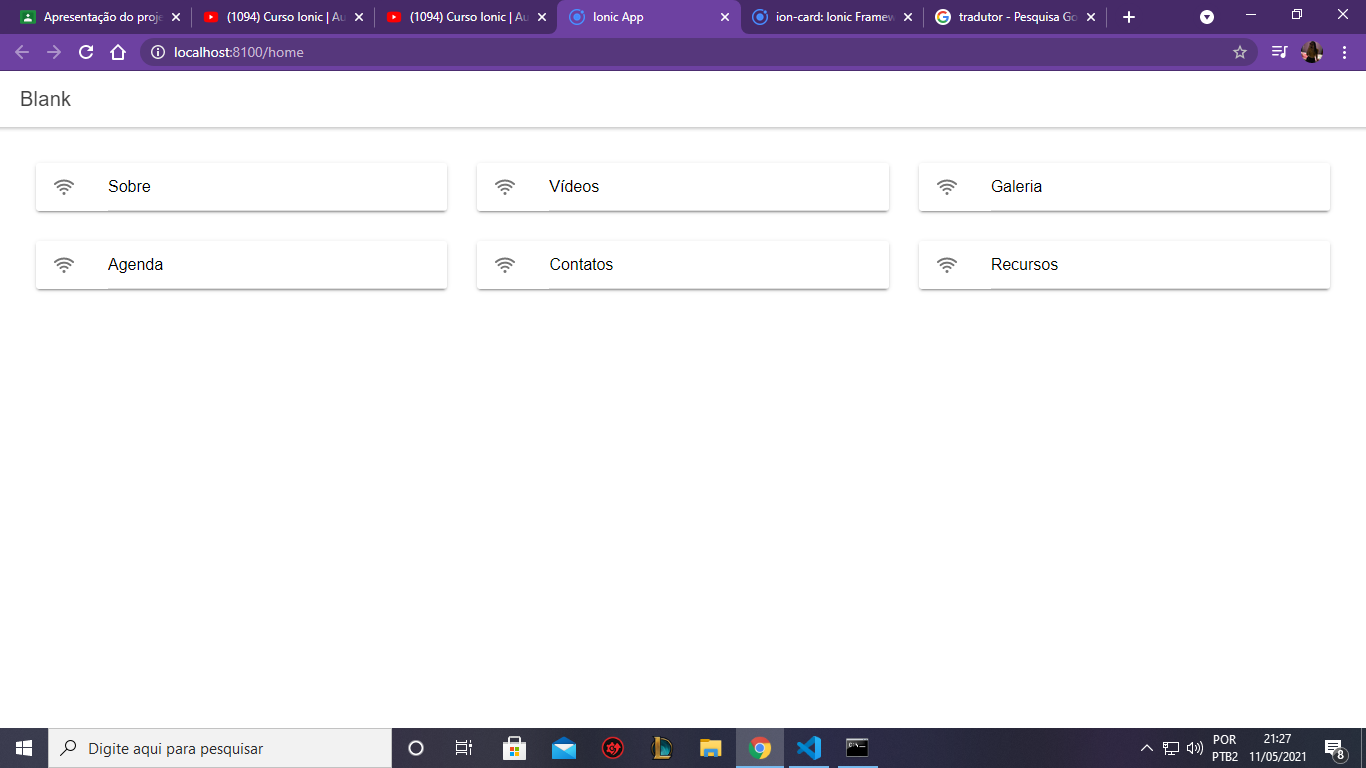 Apresentação do proje
(1094) Curso Ionic | Au
(1094) Curso Ionic | Au
Ionic App
ion-card: Ionic Framew
tradutor - Pesquisa Go
localhost:8100/home
Blank
Sobre
Vídeos
Galeria
Agenda
Contatos
Recursos
Digite aqui para pesquisar
POR
PTB2
21:27
11/05/2021
8